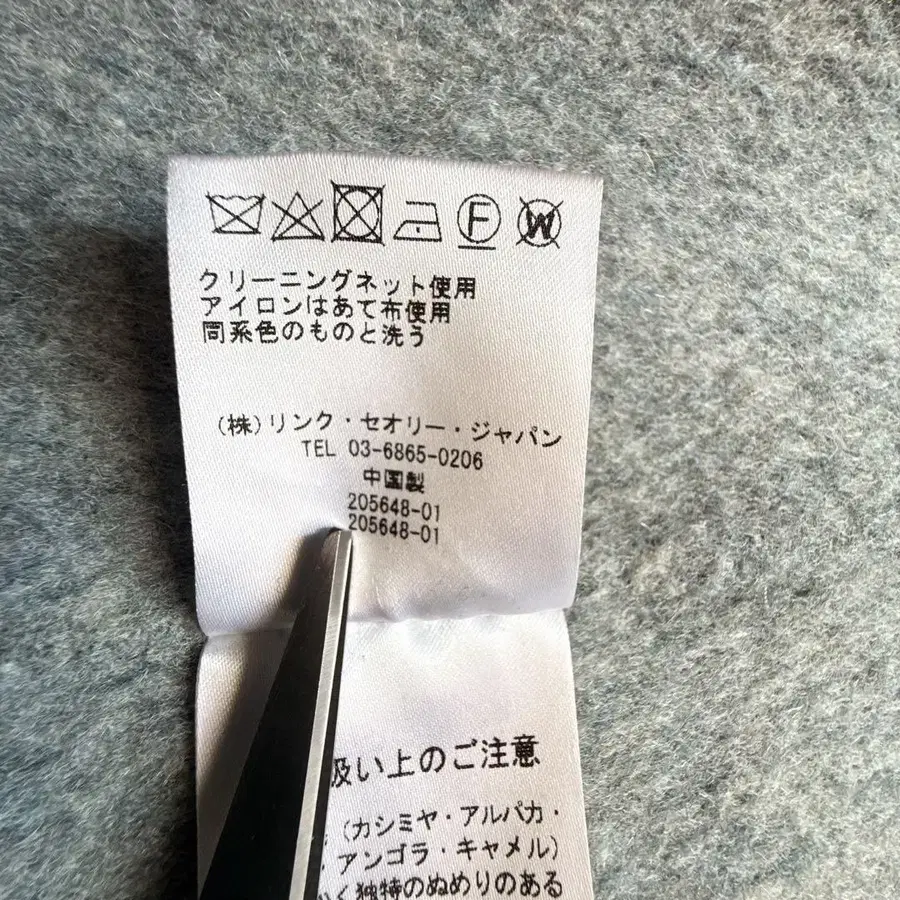 F W
クリーニングネット使用
アイロンはあて布使用
同系色のものと洗う
(株)リンク・セオリー・ジャパン
TEL 03-6865-0206
中国製
205648-01
205648-01
扱い上のご注意
(カシミヤ・アルパカ・
アンゴラ・キャメル)
く独特のぬめりのある